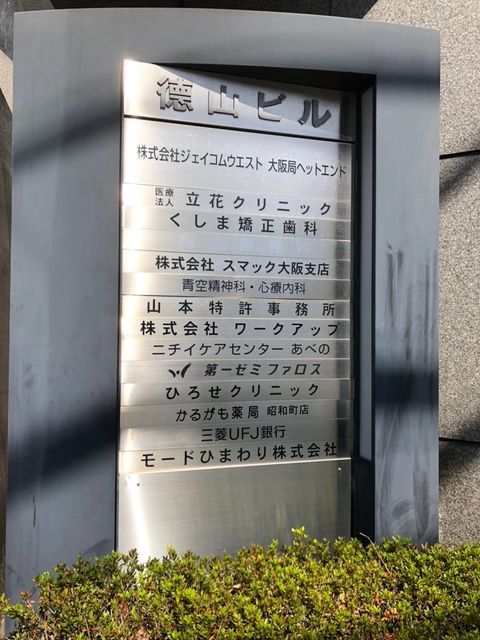 徳山ビル
株式会社ジェイコムウエスト 大阪局ヘットエンド
医療法人 立花クリニック
くしま矯正歯科
株式会社 スマック大阪支店
青空精神科・心療内科
山本特許事務所
株式会社 ワークアップ
ニチイケアセンター あべの
第一ゼミファロス
ひろせクリニック
かるがも薬局 昭和町店
三菱UFJ銀行
モードひまわり株式会社